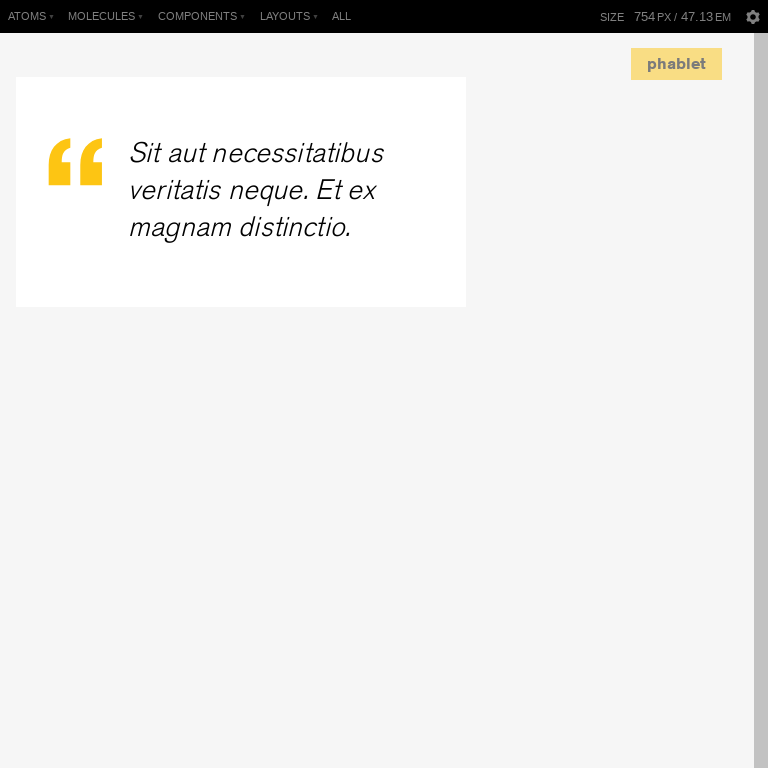 ATOMS ▾ MOLECULES ▾ COMPONENTS ▾ LAYOUTS ▾ ALL SIZE 754 PX / 47.13 EM
phablet
“ Sit aut necessitatibus
veritatis neque. Et ex
magnam distinctio.